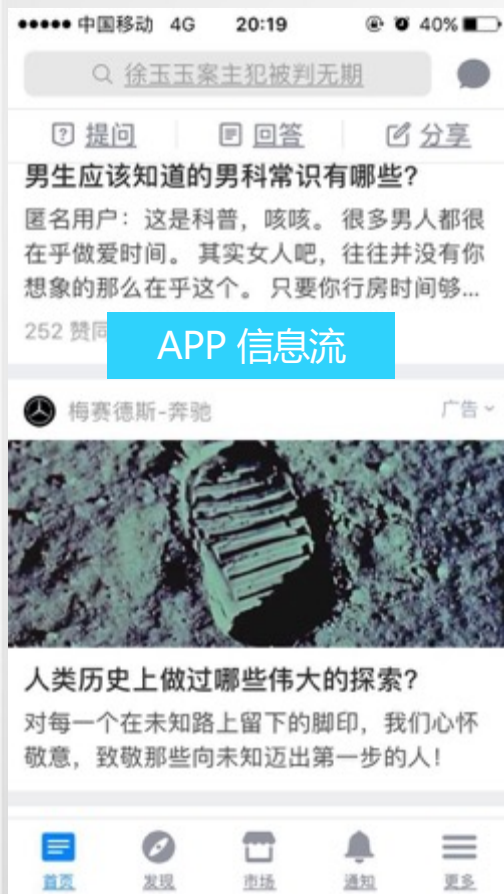 中国移动 4G 20:19 40%
徐玉玉案主犯被判无期
提问 回答 分享
男生应该知道的男科常识有哪些？
匿名用户：这是科普，咳咳。很多男人都很
在乎做爱时间。其实女人吧，往往并没有你
想象的那么在乎这个。只要你行房时间够...
252 赞同
APP 信息流
梅赛德斯-奔驰 广告
人类历史上做过哪些伟大的探索？
对每一个在未知路上留下的脚印，我们心怀
敬意，致敬那些向未知迈出第一步的人！
首页 发现 市场 通知 更多